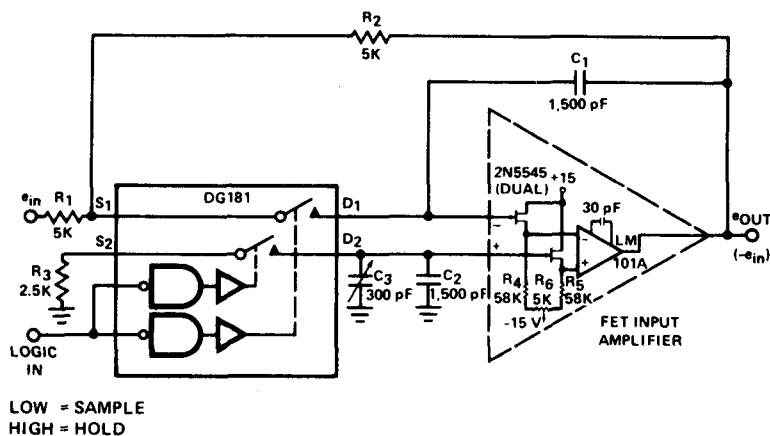 R2
5K
C1
1,500 pF
2N5545
(DUAL)
+15
30 pF
ein
R1
5K
S1
DG181
D1
eOUT
(-ein)
S2
D2
−
+
−
+
LM
101A
R3
2.5K
C3
300 pF
C2
1,500 pF
R4
58K
R6
5K
R5
58K
-15 V
FET INPUT
AMPLIFIER
LOGIC
IN
LOW = SAMPLE
HIGH = HOLD